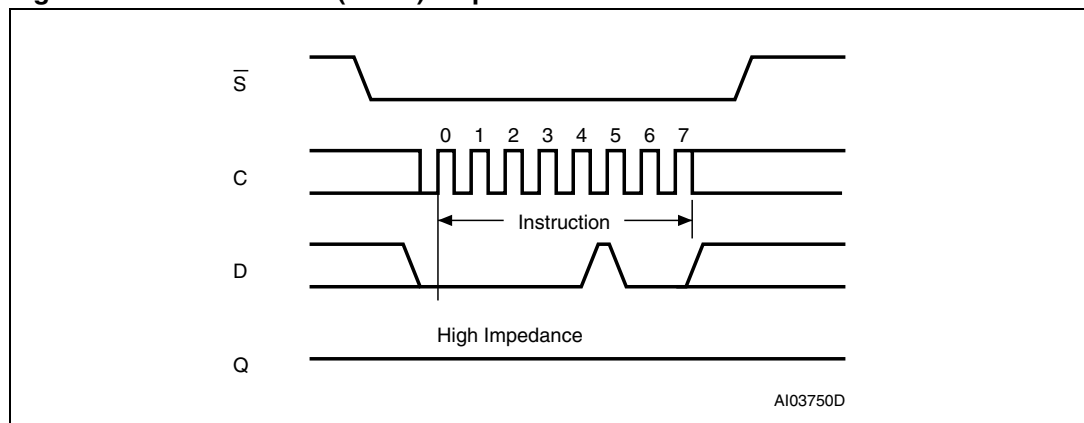 S̅
0 1 2 3 4 5 6 7
C
Instruction
D
High Impedance
Q
AI03750D